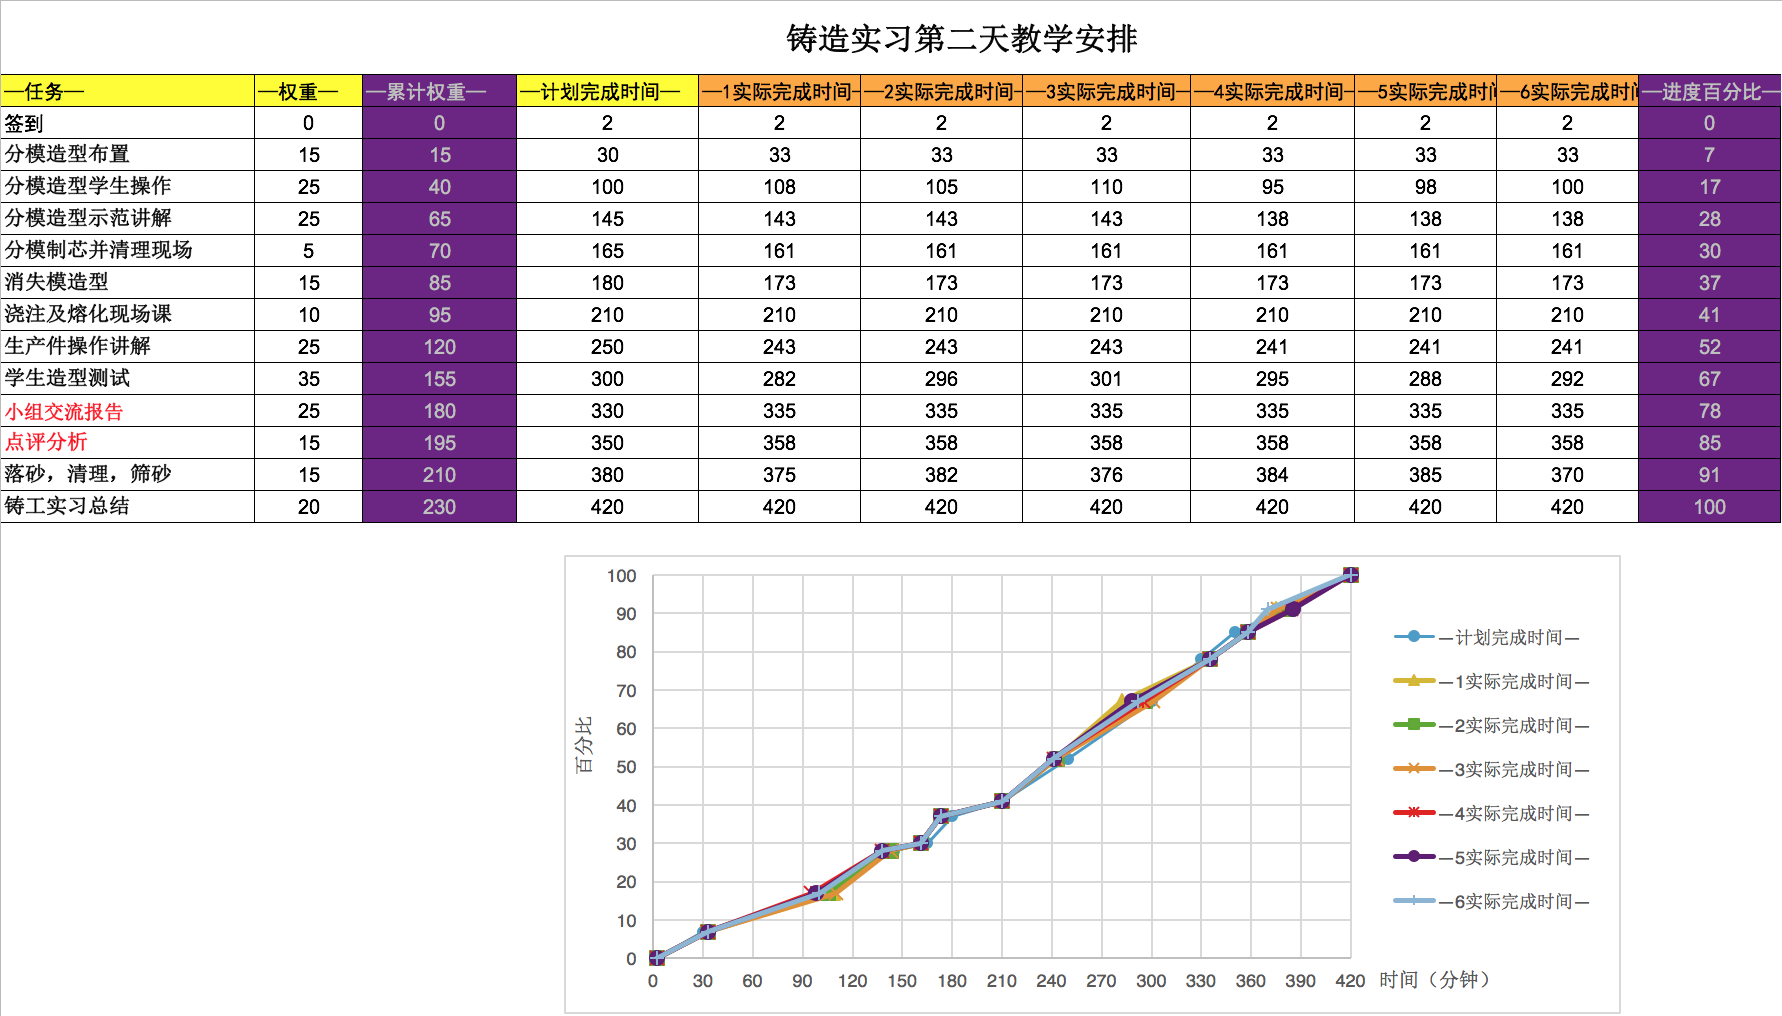 铸造实习第二天教学安排
—任务— —权重— —累计权重— —计划完成时间— —1实际完成时间— —2实际完成时间— —3实际完成时间— —4实际完成时间— —5实际完成时 —6实际完成时 —进度百分比—
签到 0 0 2 2 2 2 2 2 2 0
分模造型布置 15 15 30 33 33 33 33 33 33 7
分模造型学生操作 25 40 100 108 105 110 95 98 100 17
分模造型示范讲解 25 65 145 143 143 143 138 138 138 28
分模制芯并清理现场 5 70 165 161 161 161 161 161 161 30
消失模造型 15 85 180 173 173 173 173 173 173 37
浇注及熔化现场课 10 95 210 210 210 210 210 210 210 41
生产件操作讲解 25 120 250 243 243 243 241 241 241 52
学生造型测试 35 155 300 282 296 301 295 288 292 67
小组交流报告 25 180 330 335 335 335 335 335 335 78
点评分析 15 195 350 358 358 358 358 358 358 85
落砂，清理，筛砂 15 210 380 375 382 376 384 385 370 91
铸工实习总结 20 230 420 420 420 420 420 420 420 100
100
90
80
70
60
50
40
30
20
10
0
百分比
0 30 60 90 120 150 180 210 240 270 300 330 360 390 420 时间（分钟）
—计划完成时间—
—1实际完成时间—
—2实际完成时间—
—3实际完成时间—
—4实际完成时间—
—5实际完成时间—
—6实际完成时间—